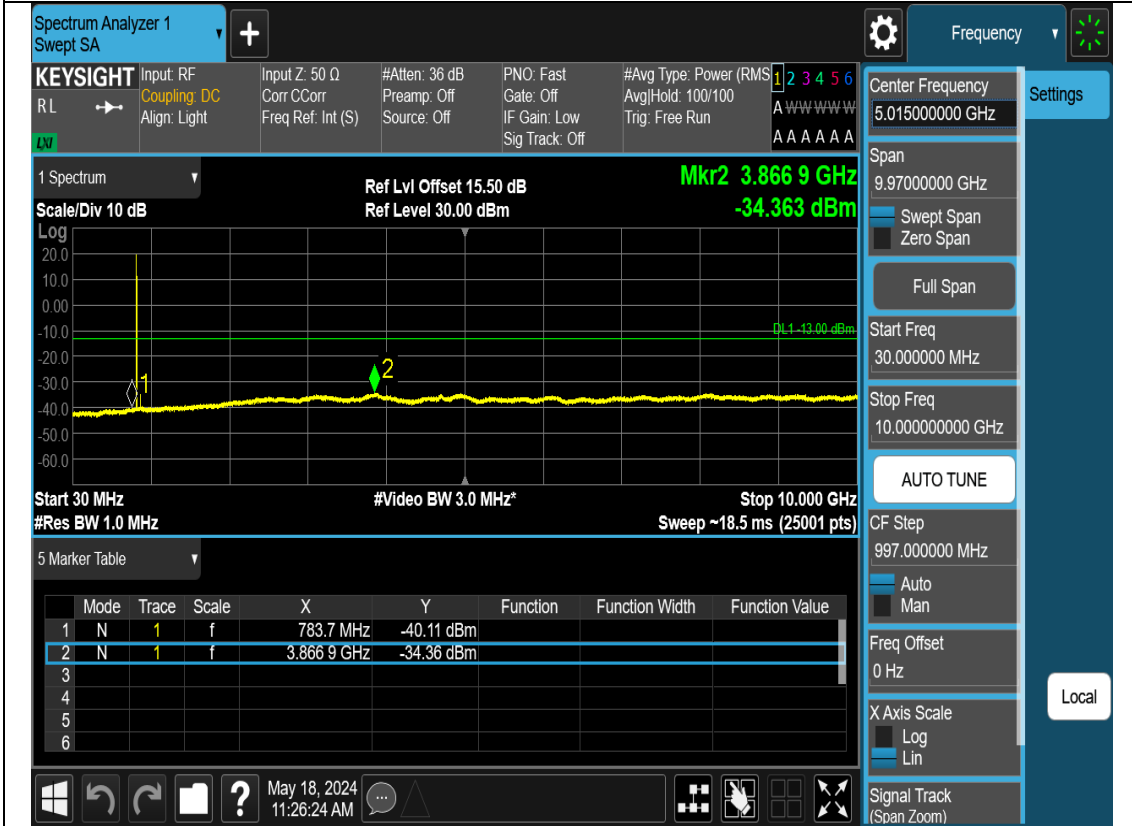 Spectrum Analyzer 1
Swept SA
+
Frequency
KEYSIGHT
RL
LXI
Input: RF
Coupling: DC
Align: Light
Input Z: 50 Ω
Corr CCorr
Freq Ref: Int (S)
#Atten: 36 dB
Preamp: Off
Source: Off
PNO: Fast
Gate: Off
IF Gain: Low
Sig Track: Off
#Avg Type: Power (RMS
Avg|Hold: 100/100
Trig: Free Run
1 2 3 4 5 6
A W W W W W
A A A A A A
1 Spectrum
Scale/Div 10 dB
Ref Lvl Offset 15.50 dB
Ref Level 30.00 dBm
Mkr2 3.866 9 GHz
-34.363 dBm
Log
20.0
10.0
0.00
-10.0
-20.0
-30.0
-40.0
-50.0
-60.0
DL1 -13.00 dBm
1
2
Start 30 MHz
#Video BW 3.0 MHz*
Stop 10.000 GHz
#Res BW 1.0 MHz
Sweep ~18.5 ms (25001 pts)
5 Marker Table
Mode Trace Scale X Y Function Function Width Function Value
1 N 1 f 783.7 MHz -40.11 dBm
2 N 1 f 3.866 9 GHz -34.36 dBm
3
4
5
6
?
May 18, 2024
11:26:24 AM
Center Frequency
5.015000000 GHz
Settings
Span
9.97000000 GHz
Swept Span
Zero Span
Full Span
Start Freq
30.000000 MHz
Stop Freq
10.000000000 GHz
AUTO TUNE
CF Step
997.000000 MHz
Auto
Man
Freq Offset
0 Hz
Local
X Axis Scale
Log
Lin
Signal Track
(Span Zoom)